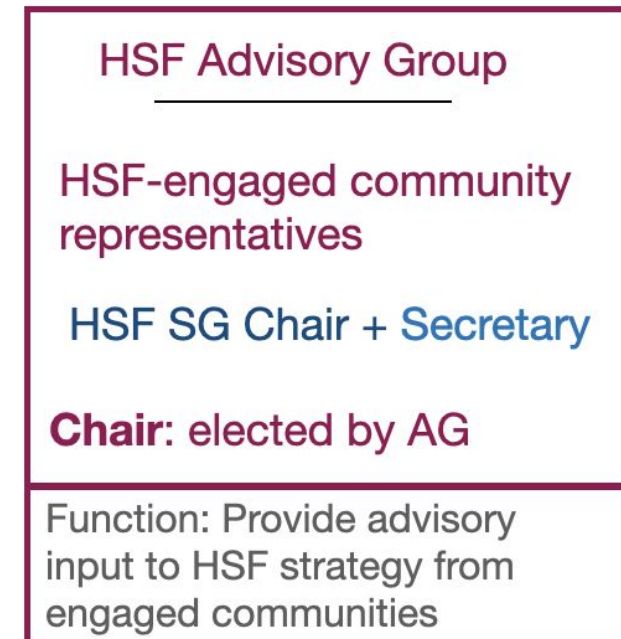 HSF Advisory Group
HSF-engaged community
representatives
HSF SG Chair + Secretary
Chair: elected by AG
Function: Provide advisory
input to HSF strategy from
engaged communities